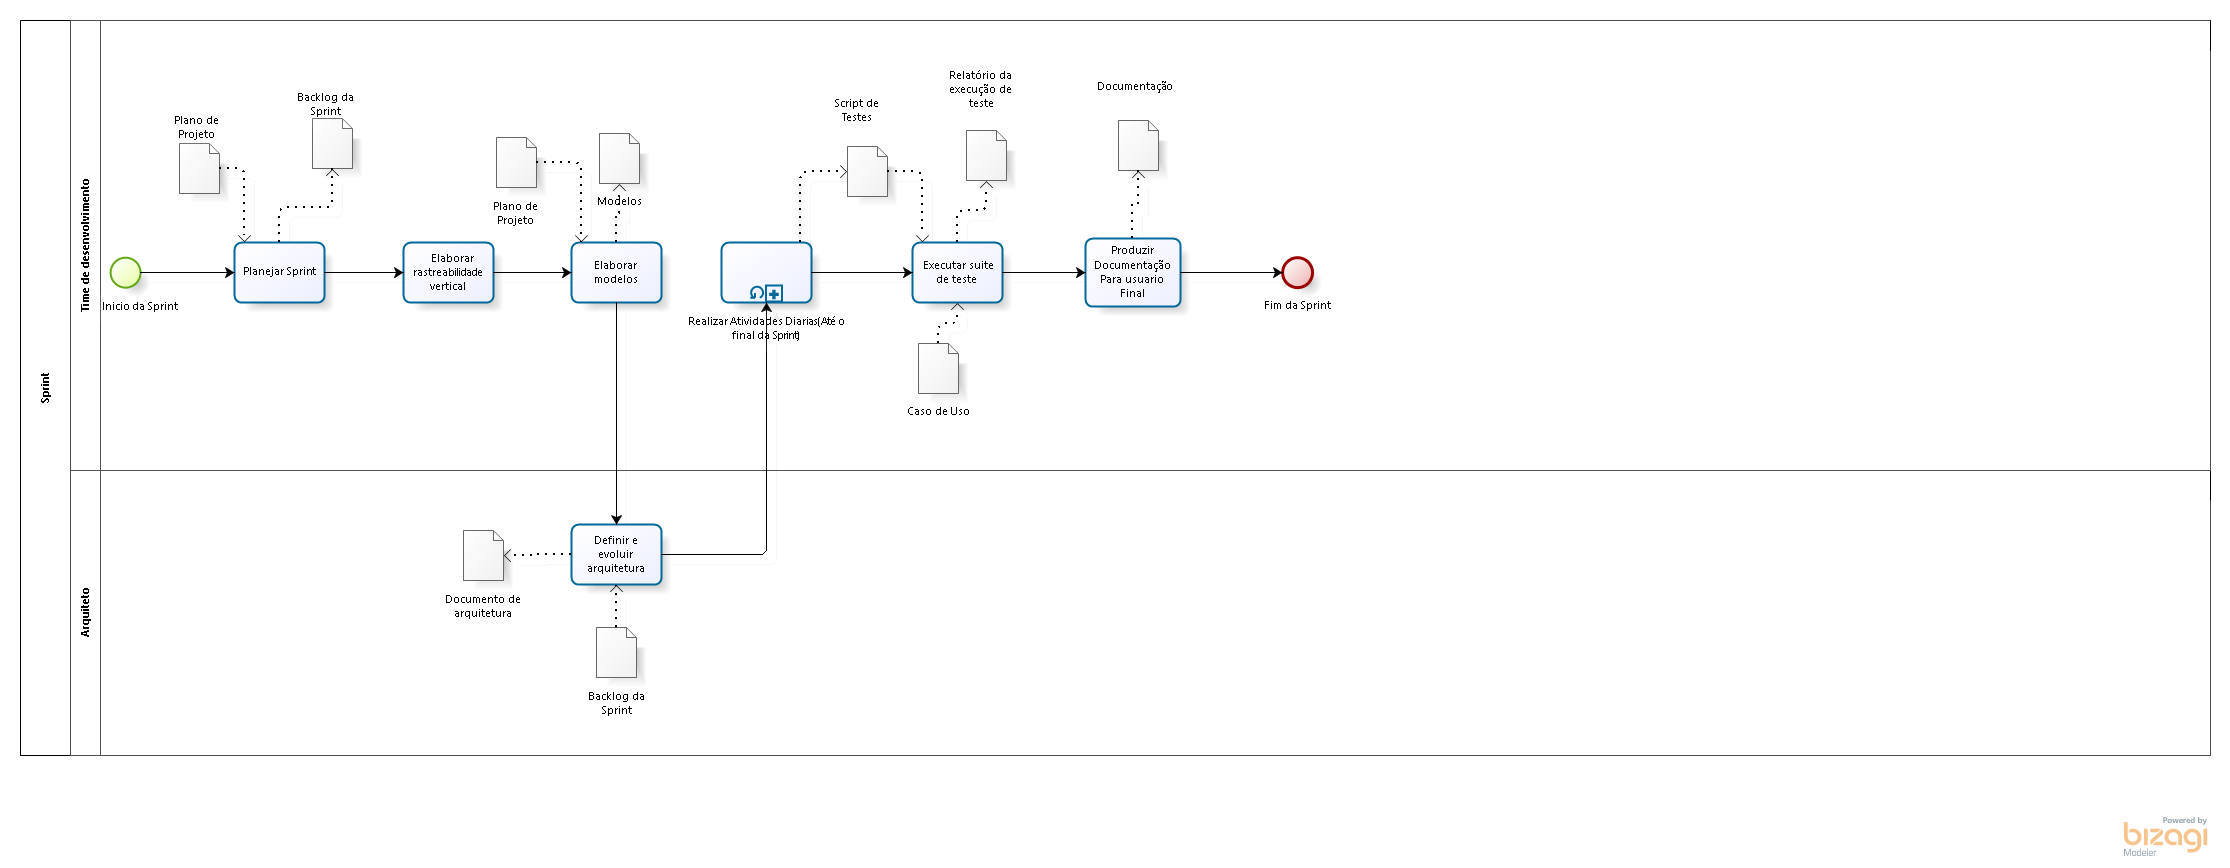 Sprint
Time de desenvolvimento
Inicio da Sprint
Plano de
Projeto
Backlog da
Sprint
Planejar Sprint
Elaborar
rastreabilidade
vertical
Plano de
Projeto
Modelos
Elaborar
modelos
Realizar Atividades Diarias(Até o
final da Sprint)
Script de
Testes
Relatório da
execução de
teste
Executar suite
de teste
Caso de Uso
Documentação
Produzir
Documentação
Para usuario
Final
Fim da Sprint
Arquiteto
Definir e
evoluir
arquitetura
Documento de
arquitetura
Backlog da
Sprint
Powered by
bizagi
Modeler